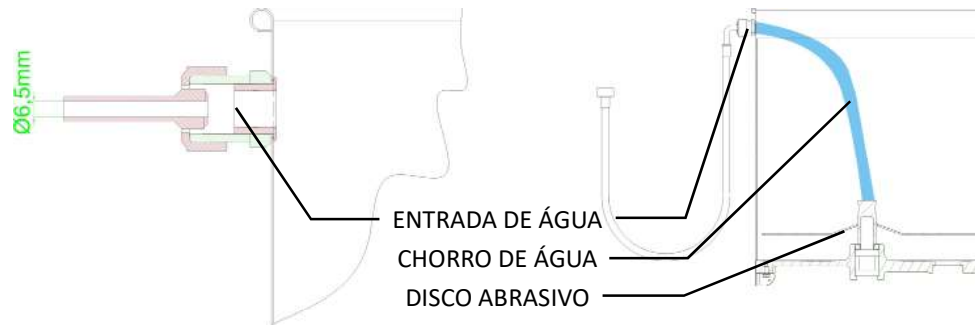 Ø6,5mm
ENTRADA DE ÁGUA
CHORRO DE ÁGUA
DISCO ABRASIVO